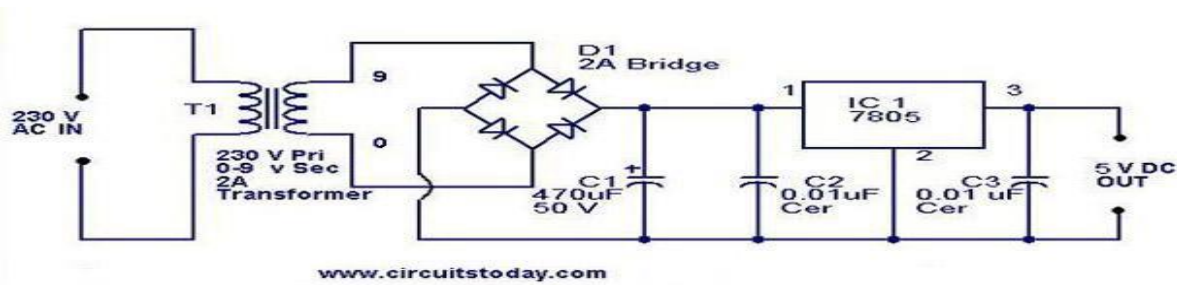 230 V
AC IN
T1
9
0
230 V Pri
0-9 v Sec
2A
Transformer
D1
2A Bridge
+
C1
470uF
50 V
C2
0.01uF
Cer
1
IC 1
7805
3
2
C3
0.01 uF
Cer
5 V DC
OUT
www.circuitstoday.com